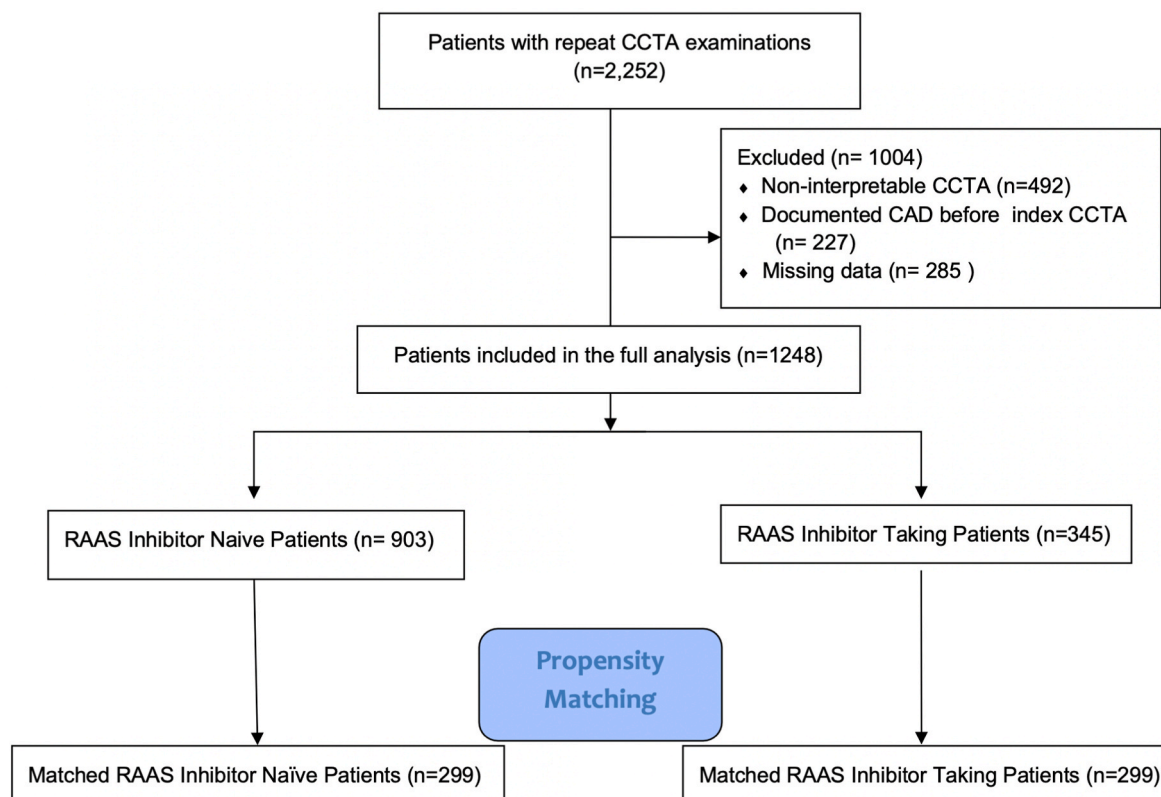 Patients with repeat CCTA examinations
(n=2,252)
Excluded (n= 1004)
♦ Non-interpretable CCTA (n=492)
♦ Documented CAD before index CCTA
(n= 227)
♦ Missing data (n= 285 )
Patients included in the full analysis (n=1248)
RAAS Inhibitor Naive Patients (n= 903)
RAAS Inhibitor Taking Patients (n=345)
Propensity
Matching
Matched RAAS Inhibitor Naïve Patients (n=299)
Matched RAAS Inhibitor Taking Patients (n=299)